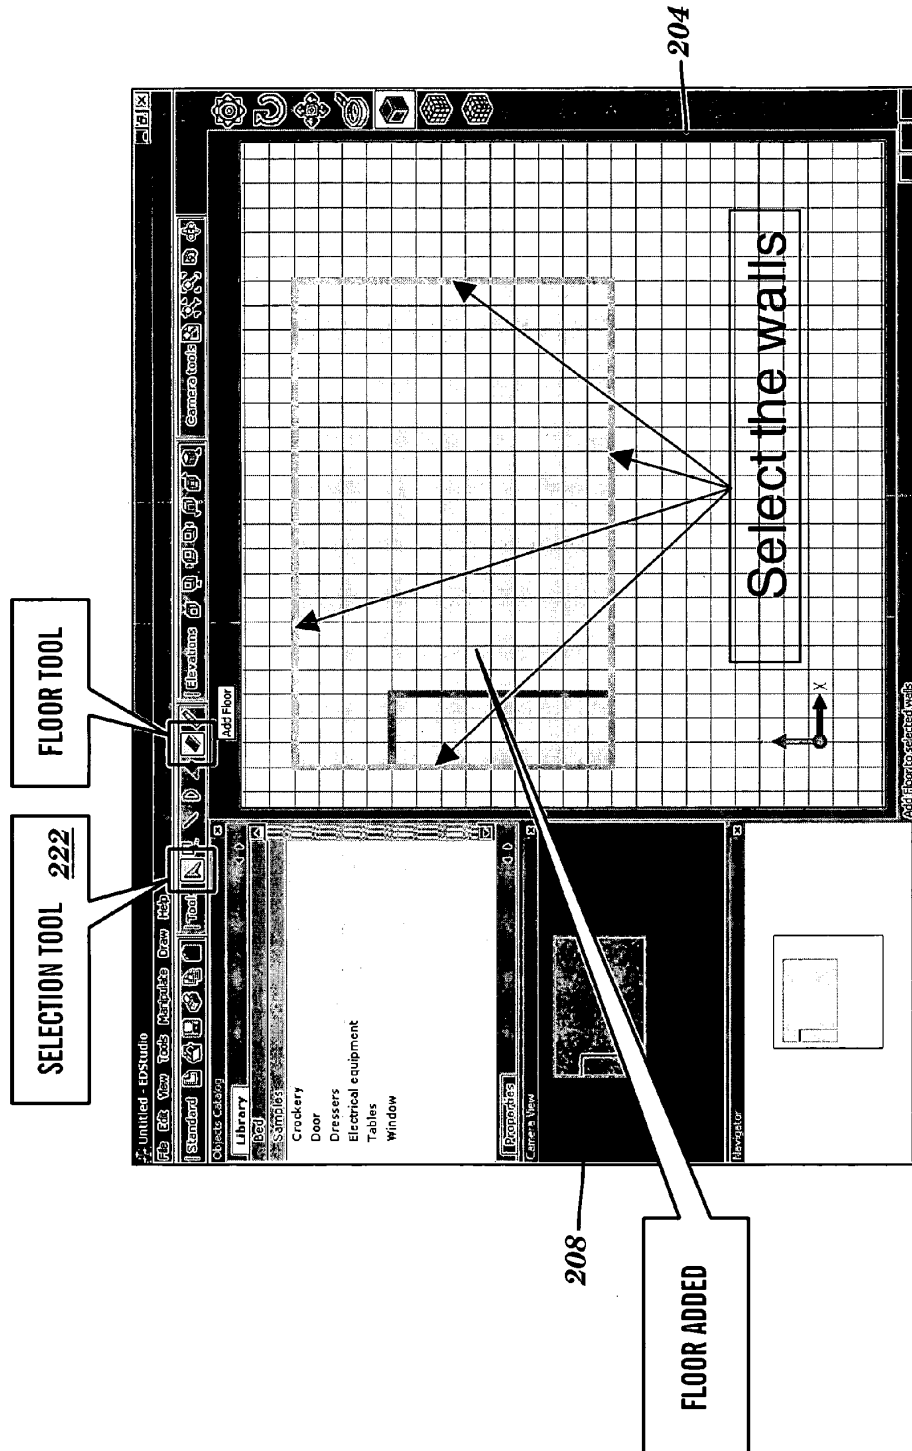 SELECTION TOOL 222
FLOOR TOOL
Untitled - EDStudio
File Edit View Tools Manipulate Draw Help
Standard
Tool
Elevations
Camera tools
Add Floor
Objects Catalog
Library
Bed
Samples
Crockery
Door
Dressers
Electrical equipment
Tables
Window
Properties
Camera View
Navigator
Select the walls
X
Add Floor to selected walls
204
208
FLOOR ADDED